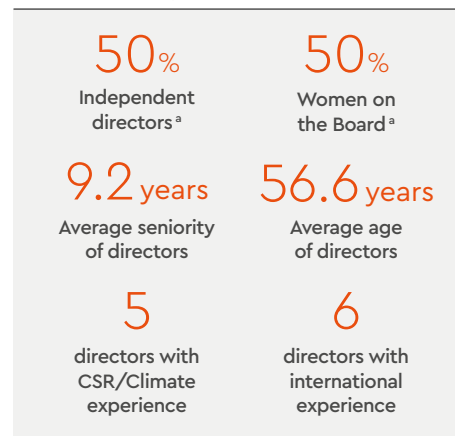 50%
Independent
directors ᵃ
50%
Women on
the Board ᵃ
9.2 years
Average seniority
of directors
56.6 years
Average age
of directors
5
directors with
CSR/Climate
experience
6
directors with
international
experience